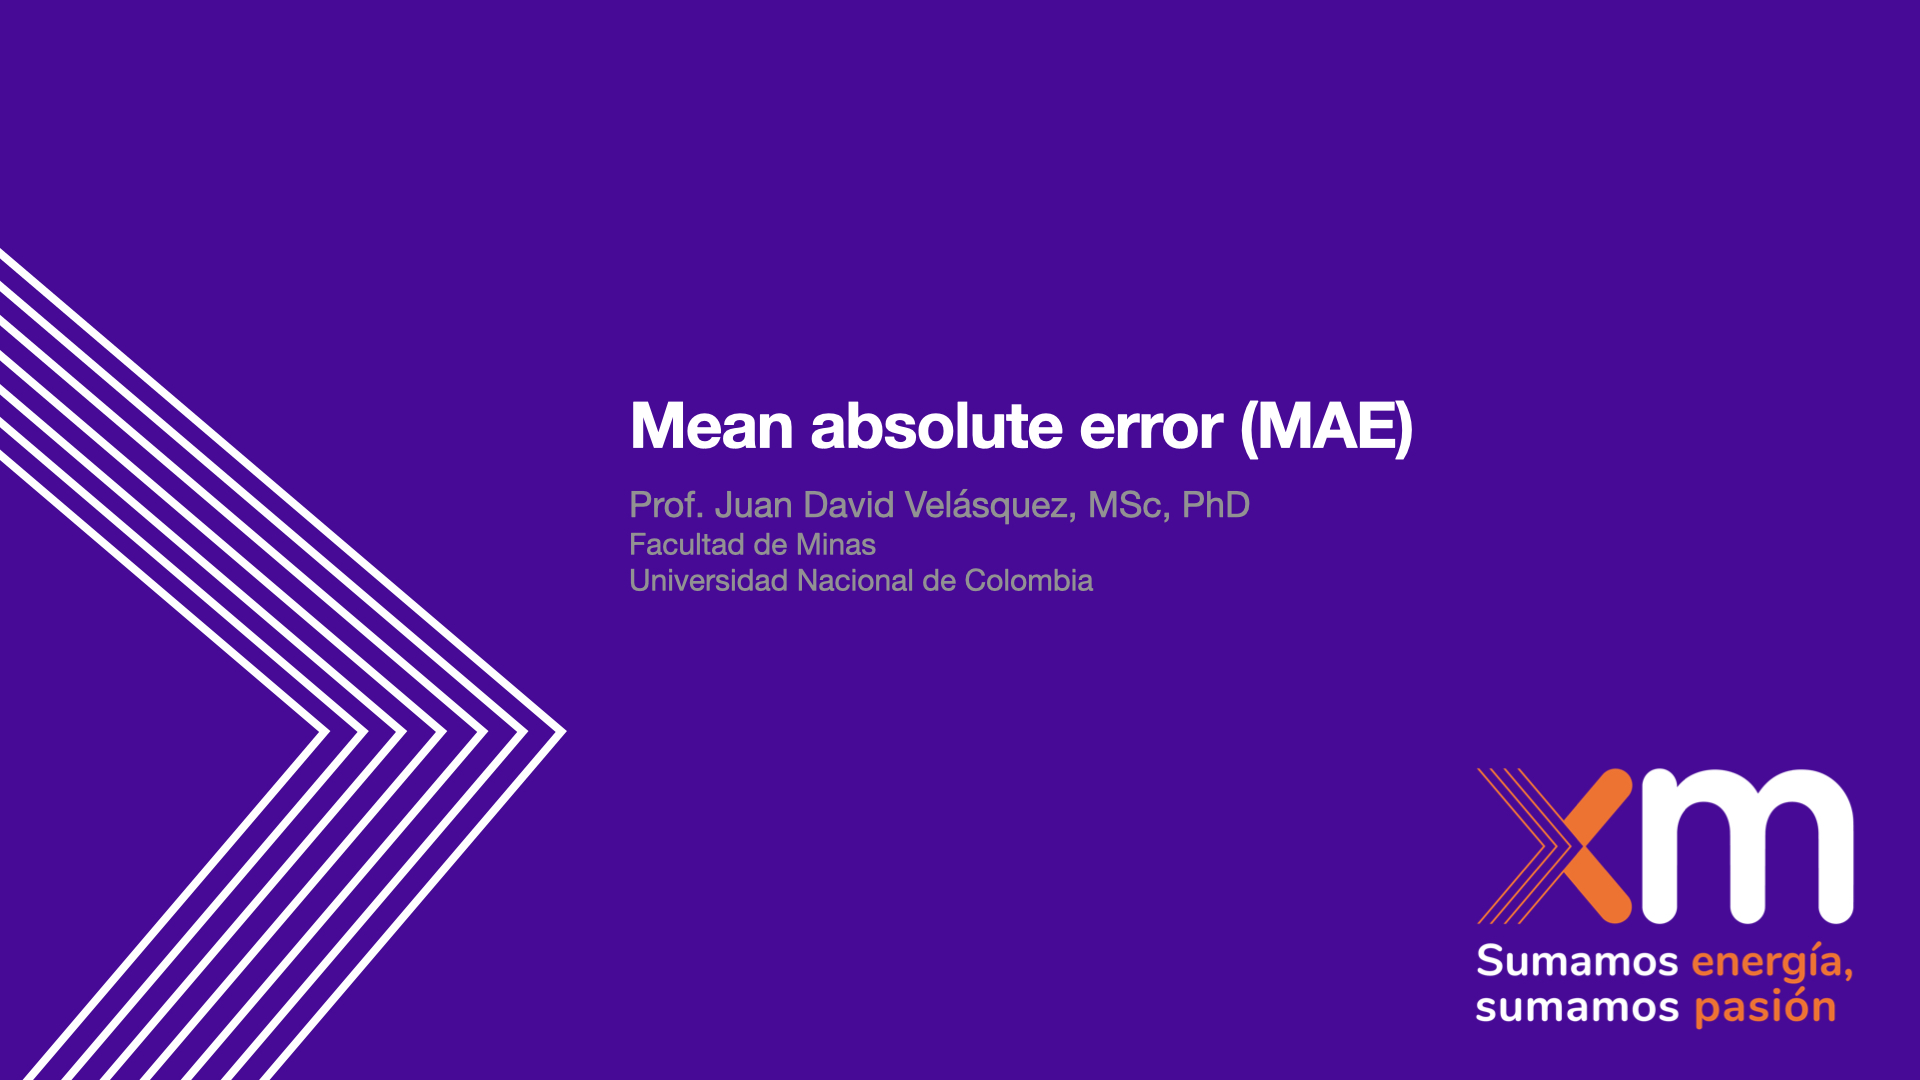 Mean absolute error (MAE)
Prof. Juan David Velásquez, MSc, PhD
Facultad de Minas
Universidad Nacional de Colombia
xm
Sumamos energía,
sumamos pasión